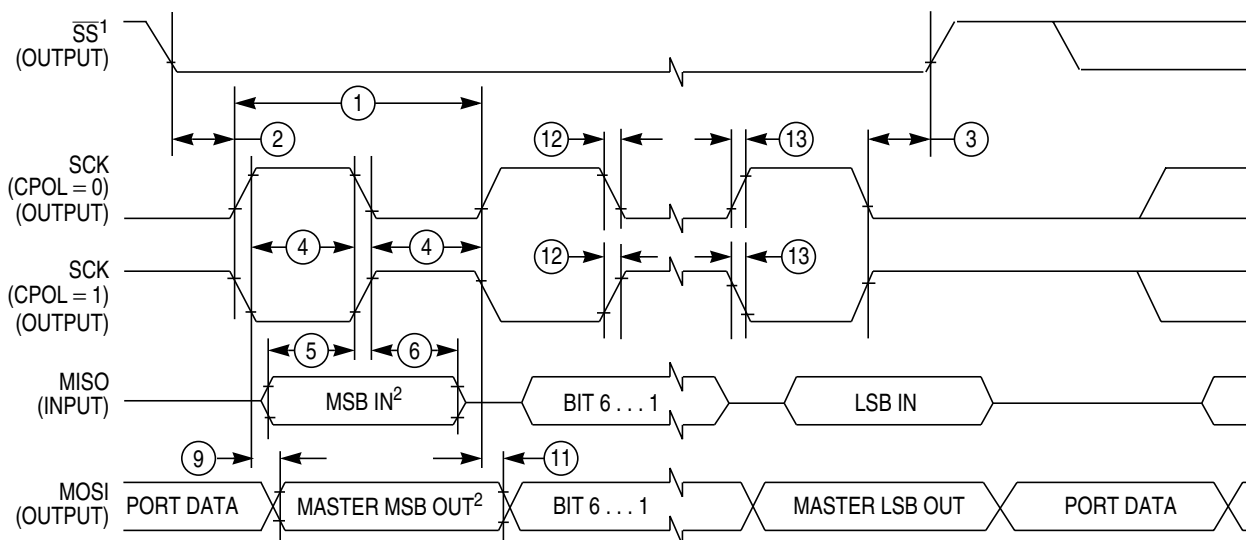 SS¹
(OUTPUT)
1
2
12
13
3
SCK
(CPOL = 0)
(OUTPUT)
4
4
12
13
SCK
(CPOL = 1)
(OUTPUT)
5
6
MISO
(INPUT)
MSB IN²
BIT 6 . . . 1
LSB IN
9
11
MOSI
(OUTPUT)
PORT DATA
MASTER MSB OUT²
BIT 6 . . . 1
MASTER LSB OUT
PORT DATA